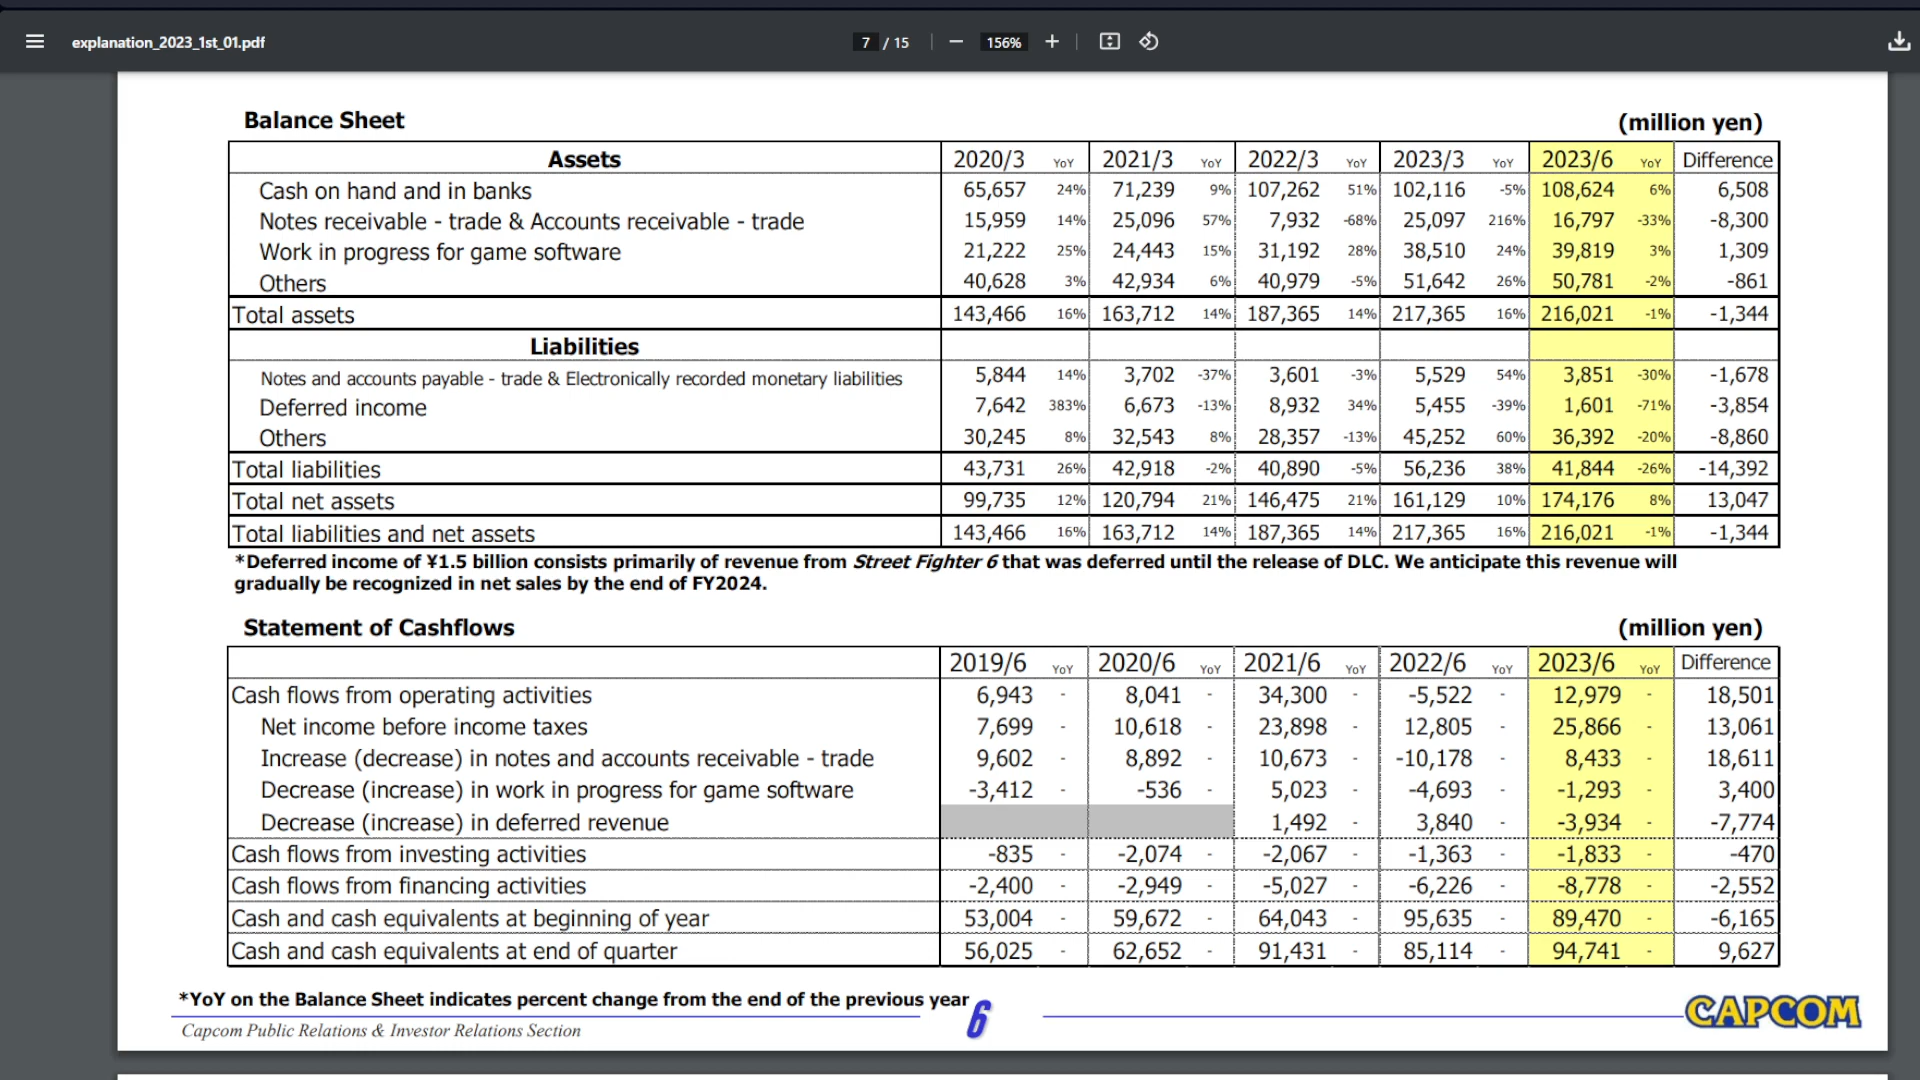 explanation_2023_1st_01.pdf 7 / 15 156%
Balance Sheet (million yen)
Assets 2020/3 YoY 2021/3 YoY 2022/3 YoY 2023/3 YoY 2023/6 YoY Difference
Cash on hand and in banks 65,657 24% 71,239 9% 107,262 51% 102,116 -5% 108,624 6% 6,508
Notes receivable - trade & Accounts receivable - trade 15,959 14% 25,096 57% 7,932 -68% 25,097 216% 16,797 -33% -8,300
Work in progress for game software 21,222 25% 24,443 15% 31,192 28% 38,510 24% 39,819 3% 1,309
Others 40,628 3% 42,934 6% 40,979 -5% 51,642 26% 50,781 -2% -861
Total assets 143,466 16% 163,712 14% 187,365 14% 217,365 16% 216,021 -1% -1,344
Liabilities
Notes and accounts payable - trade & Electronically recorded monetary liabilities 5,844 14% 3,702 -37% 3,601 -3% 5,529 54% 3,851 -30% -1,678
Deferred income 7,642 383% 6,673 -13% 8,932 34% 5,455 -39% 1,601 -71% -3,854
Others 30,245 8% 32,543 8% 28,357 -13% 45,252 60% 36,392 -20% -8,860
Total liabilities 43,731 26% 42,918 -2% 40,890 -5% 56,236 38% 41,844 -26% -14,392
Total net assets 99,735 12% 120,794 21% 146,475 21% 161,129 10% 174,176 8% 13,047
Total liabilities and net assets 143,466 16% 163,712 14% 187,365 14% 217,365 16% 216,021 -1% -1,344
*Deferred income of ¥1.5 billion consists primarily of revenue from Street Fighter 6 that was deferred until the release of DLC. We anticipate this revenue will
gradually be recognized in net sales by the end of FY2024.
Statement of Cashflows (million yen)
2019/6 YoY 2020/6 YoY 2021/6 YoY 2022/6 YoY 2023/6 YoY Difference
Cash flows from operating activities 6,943 - 8,041 - 34,300 - -5,522 - 12,979 - 18,501
Net income before income taxes 7,699 - 10,618 - 23,898 - 12,805 - 25,866 - 13,061
Increase (decrease) in notes and accounts receivable - trade 9,602 - 8,892 - 10,673 - -10,178 - 8,433 - 18,611
Decrease (increase) in work in progress for game software -3,412 - -536 - 5,023 - -4,693 - -1,293 - 3,400
Decrease (increase) in deferred revenue 1,492 - 3,840 - -3,934 - -7,774
Cash flows from investing activities -835 - -2,074 - -2,067 - -1,363 - -1,833 - -470
Cash flows from financing activities -2,400 - -2,949 - -5,027 - -6,226 - -8,778 - -2,552
Cash and cash equivalents at beginning of year 53,004 - 59,672 - 64,043 - 95,635 - 89,470 - -6,165
Cash and cash equivalents at end of quarter 56,025 - 62,652 - 91,431 - 85,114 - 94,741 - 9,627
*YoY on the Balance Sheet indicates percent change from the end of the previous year
6
CAPCOM
Capcom Public Relations & Investor Relations Section